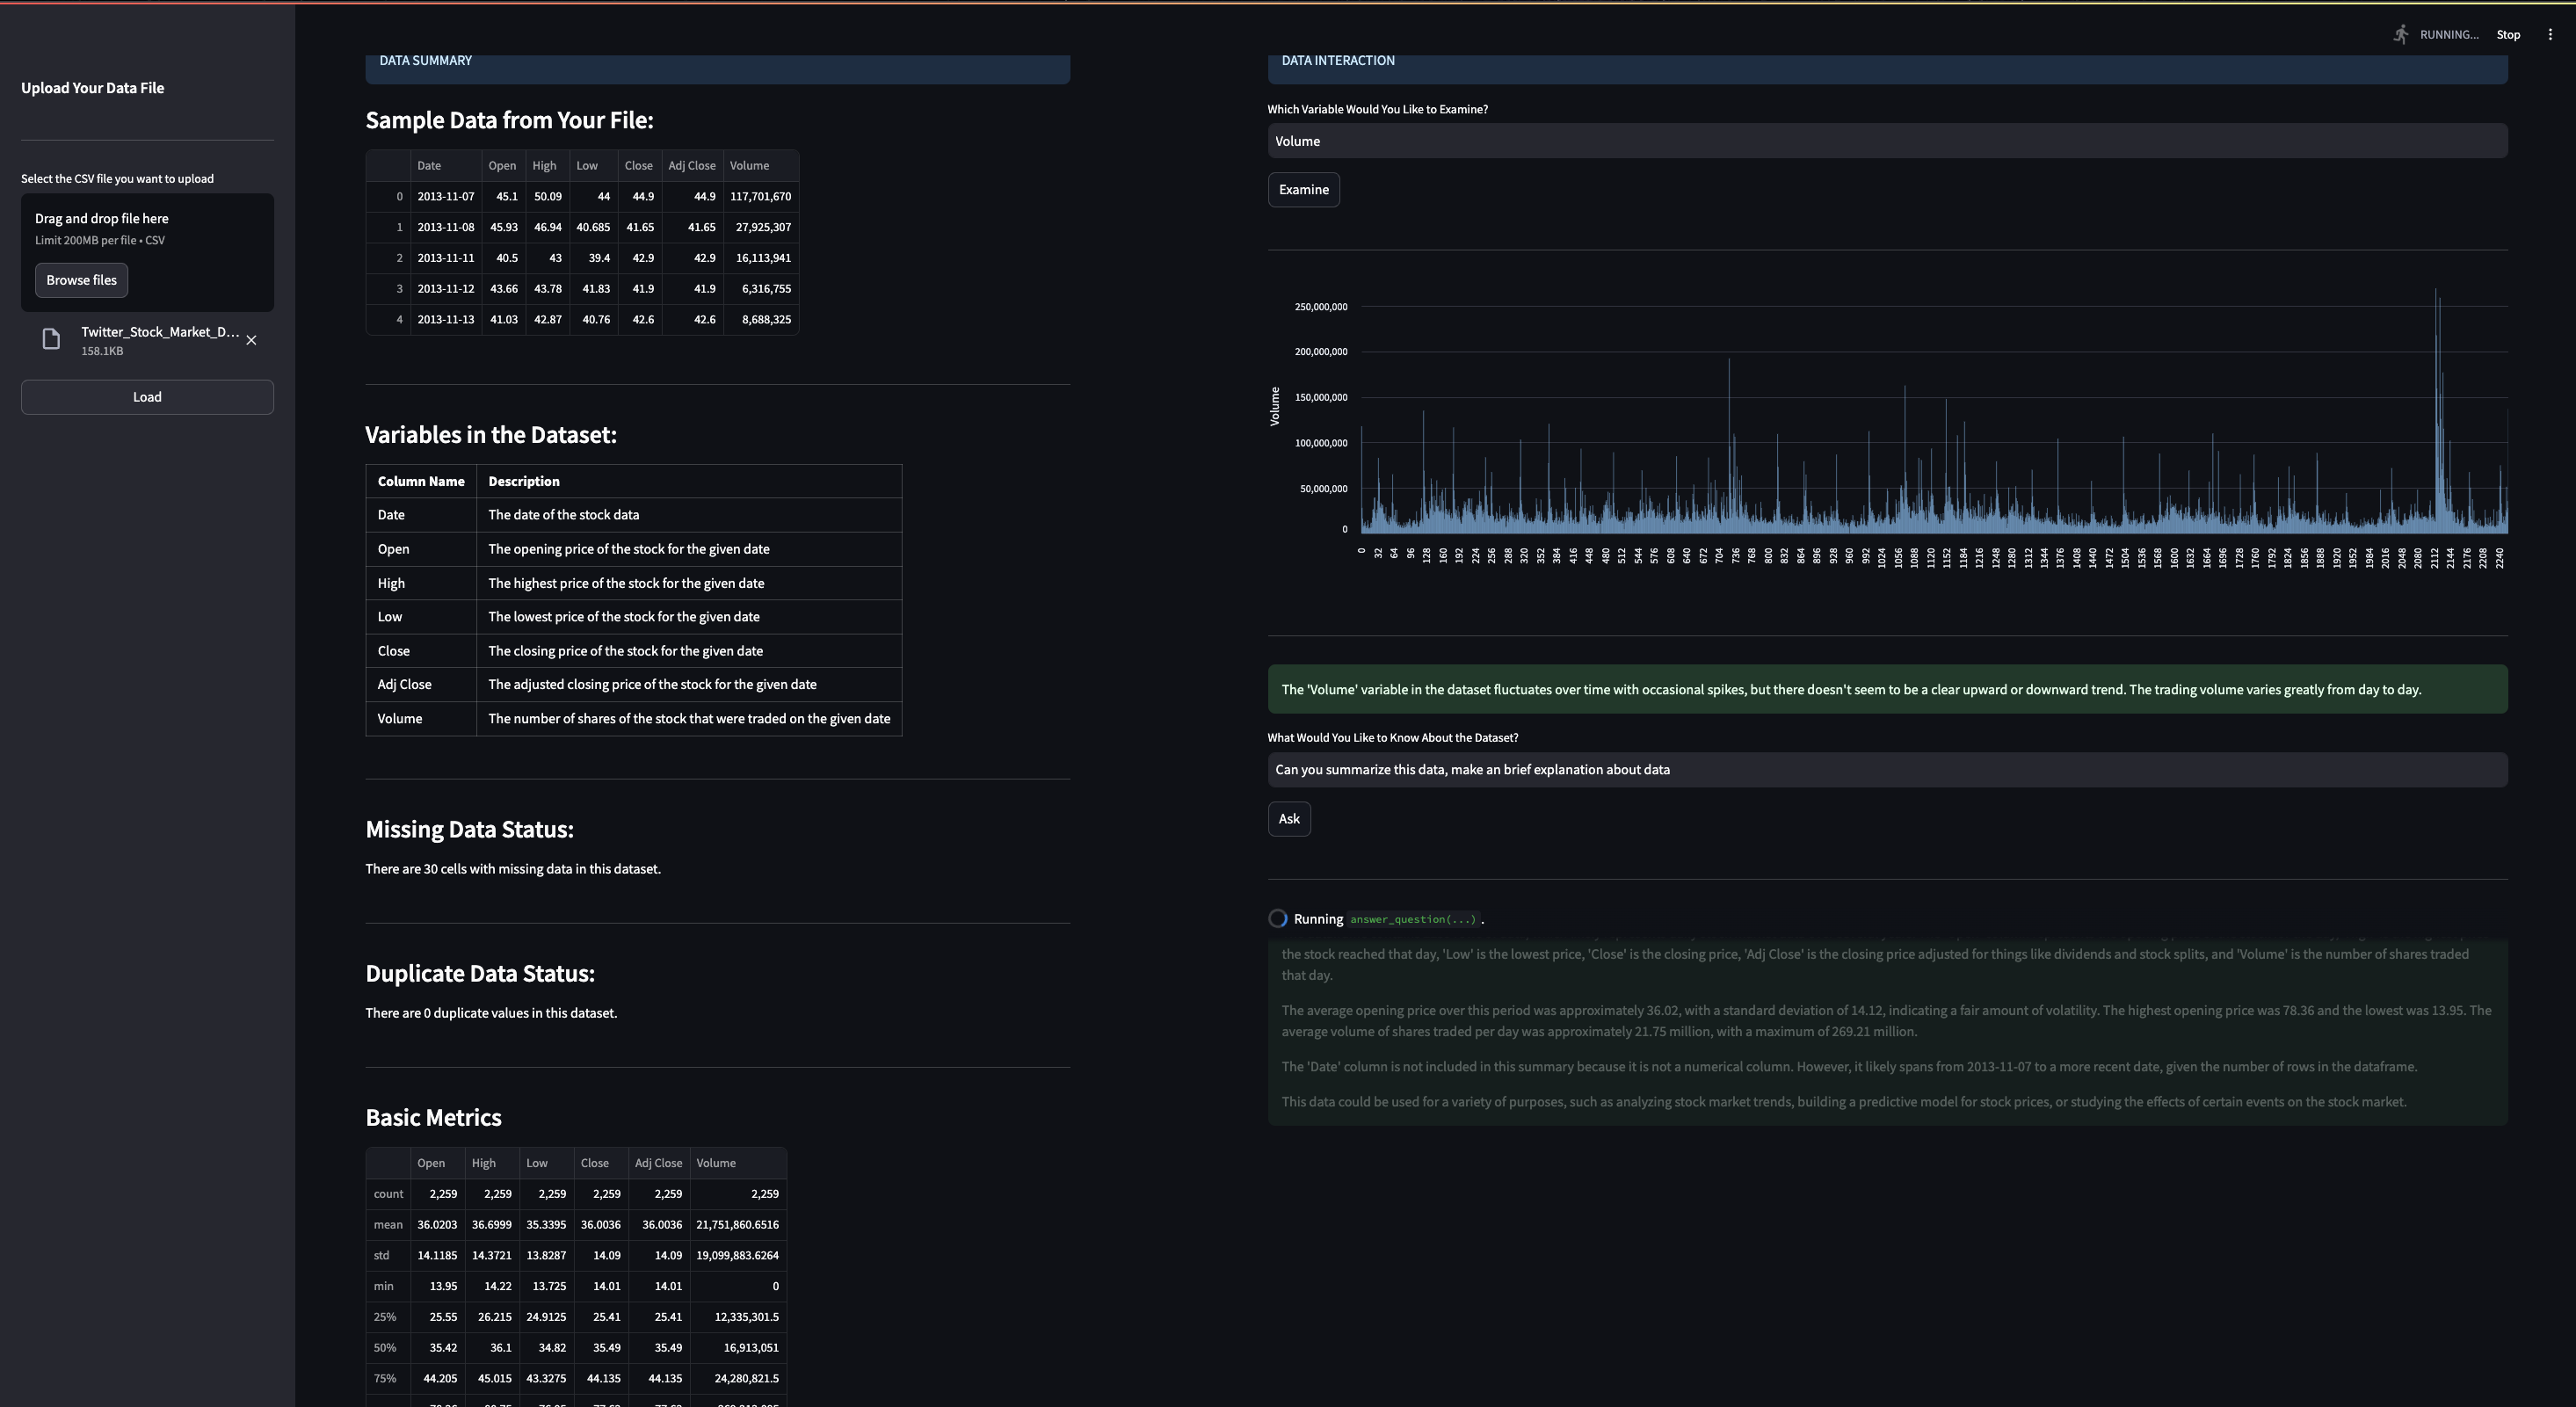 RUNNING...
Stop
Upload Your Data File
Select the CSV file you want to upload
Drag and drop file here
Limit 200MB per file • CSV
Browse files
Twitter_Stock_Market_D...
158.1KB
Load
DATA SUMMARY
Sample Data from Your File:
Date Open High Low Close Adj Close Volume
0 2013-11-07 45.1 50.09 44 44.9 44.9 117,701,670
1 2013-11-08 45.93 46.94 40.685 41.65 41.65 27,925,307
2 2013-11-11 40.5 43 39.4 42.9 42.9 16,113,941
3 2013-11-12 43.66 43.78 41.83 41.9 41.9 6,316,755
4 2013-11-13 41.03 42.87 40.76 42.6 42.6 8,688,325
Variables in the Dataset:
Column Name Description
Date The date of the stock data
Open The opening price of the stock for the given date
High The highest price of the stock for the given date
Low The lowest price of the stock for the given date
Close The closing price of the stock for the given date
Adj Close The adjusted closing price of the stock for the given date
Volume The number of shares of the stock that were traded on the given date
Missing Data Status:
There are 30 cells with missing data in this dataset.
Duplicate Data Status:
There are 0 duplicate values in this dataset.
Basic Metrics
Open High Low Close Adj Close Volume
count 2,259 2,259 2,259 2,259 2,259 2,259
mean 36.0203 36.6999 35.3395 36.0036 36.0036 21,751,860.6516
std 14.1185 14.3721 13.8287 14.09 14.09 19,099,883.6264
min 13.95 14.22 13.725 14.01 14.01 0
25% 25.55 26.215 24.9125 25.41 25.41 12,335,301.5
50% 35.42 36.1 34.82 35.49 35.49 16,913,051
75% 44.205 45.015 43.3275 44.135 44.135 24,280,821.5
DATA INTERACTION
Which Variable Would You Like to Examine?
Volume
Examine
250,000,000
200,000,000
150,000,000
100,000,000
50,000,000
0
Volume
0 32 64 96 128 160 192 224 256 288 320 352 384 416 448 480 512 544 576 608 640 672 704 736 768 800 832 864 896 928 960 992 1024 1056 1088 1120 1152 1184 1216 1248 1280 1312 1344 1376 1408 1440 1472 1504 1536 1568 1600 1632 1664 1696 1728 1760 1792 1824 1856 1888 1920 1952 1984 2016 2048 2080 2112 2144 2176 2208 2240
The 'Volume' variable in the dataset fluctuates over time with occasional spikes, but there doesn't seem to be a clear upward or downward trend. The trading volume varies greatly from day to day.
What Would You Like to Know About the Dataset?
Can you summarize this data, make an brief explanation about data
Ask
Running answer_question(...).
the stock reached that day, 'Low' is the lowest price, 'Close' is the closing price, 'Adj Close' is the closing price adjusted for things like dividends and stock splits, and 'Volume' is the number of shares traded
that day.
The average opening price over this period was approximately 36.02, with a standard deviation of 14.12, indicating a fair amount of volatility. The highest opening price was 78.36 and the lowest was 13.95. The
average volume of shares traded per day was approximately 21.75 million, with a maximum of 269.21 million.
The 'Date' column is not included in this summary because it is not a numerical column. However, it likely spans from 2013-11-07 to a more recent date, given the number of rows in the dataframe.
This data could be used for a variety of purposes, such as analyzing stock market trends, building a predictive model for stock prices, or studying the effects of certain events on the stock market.